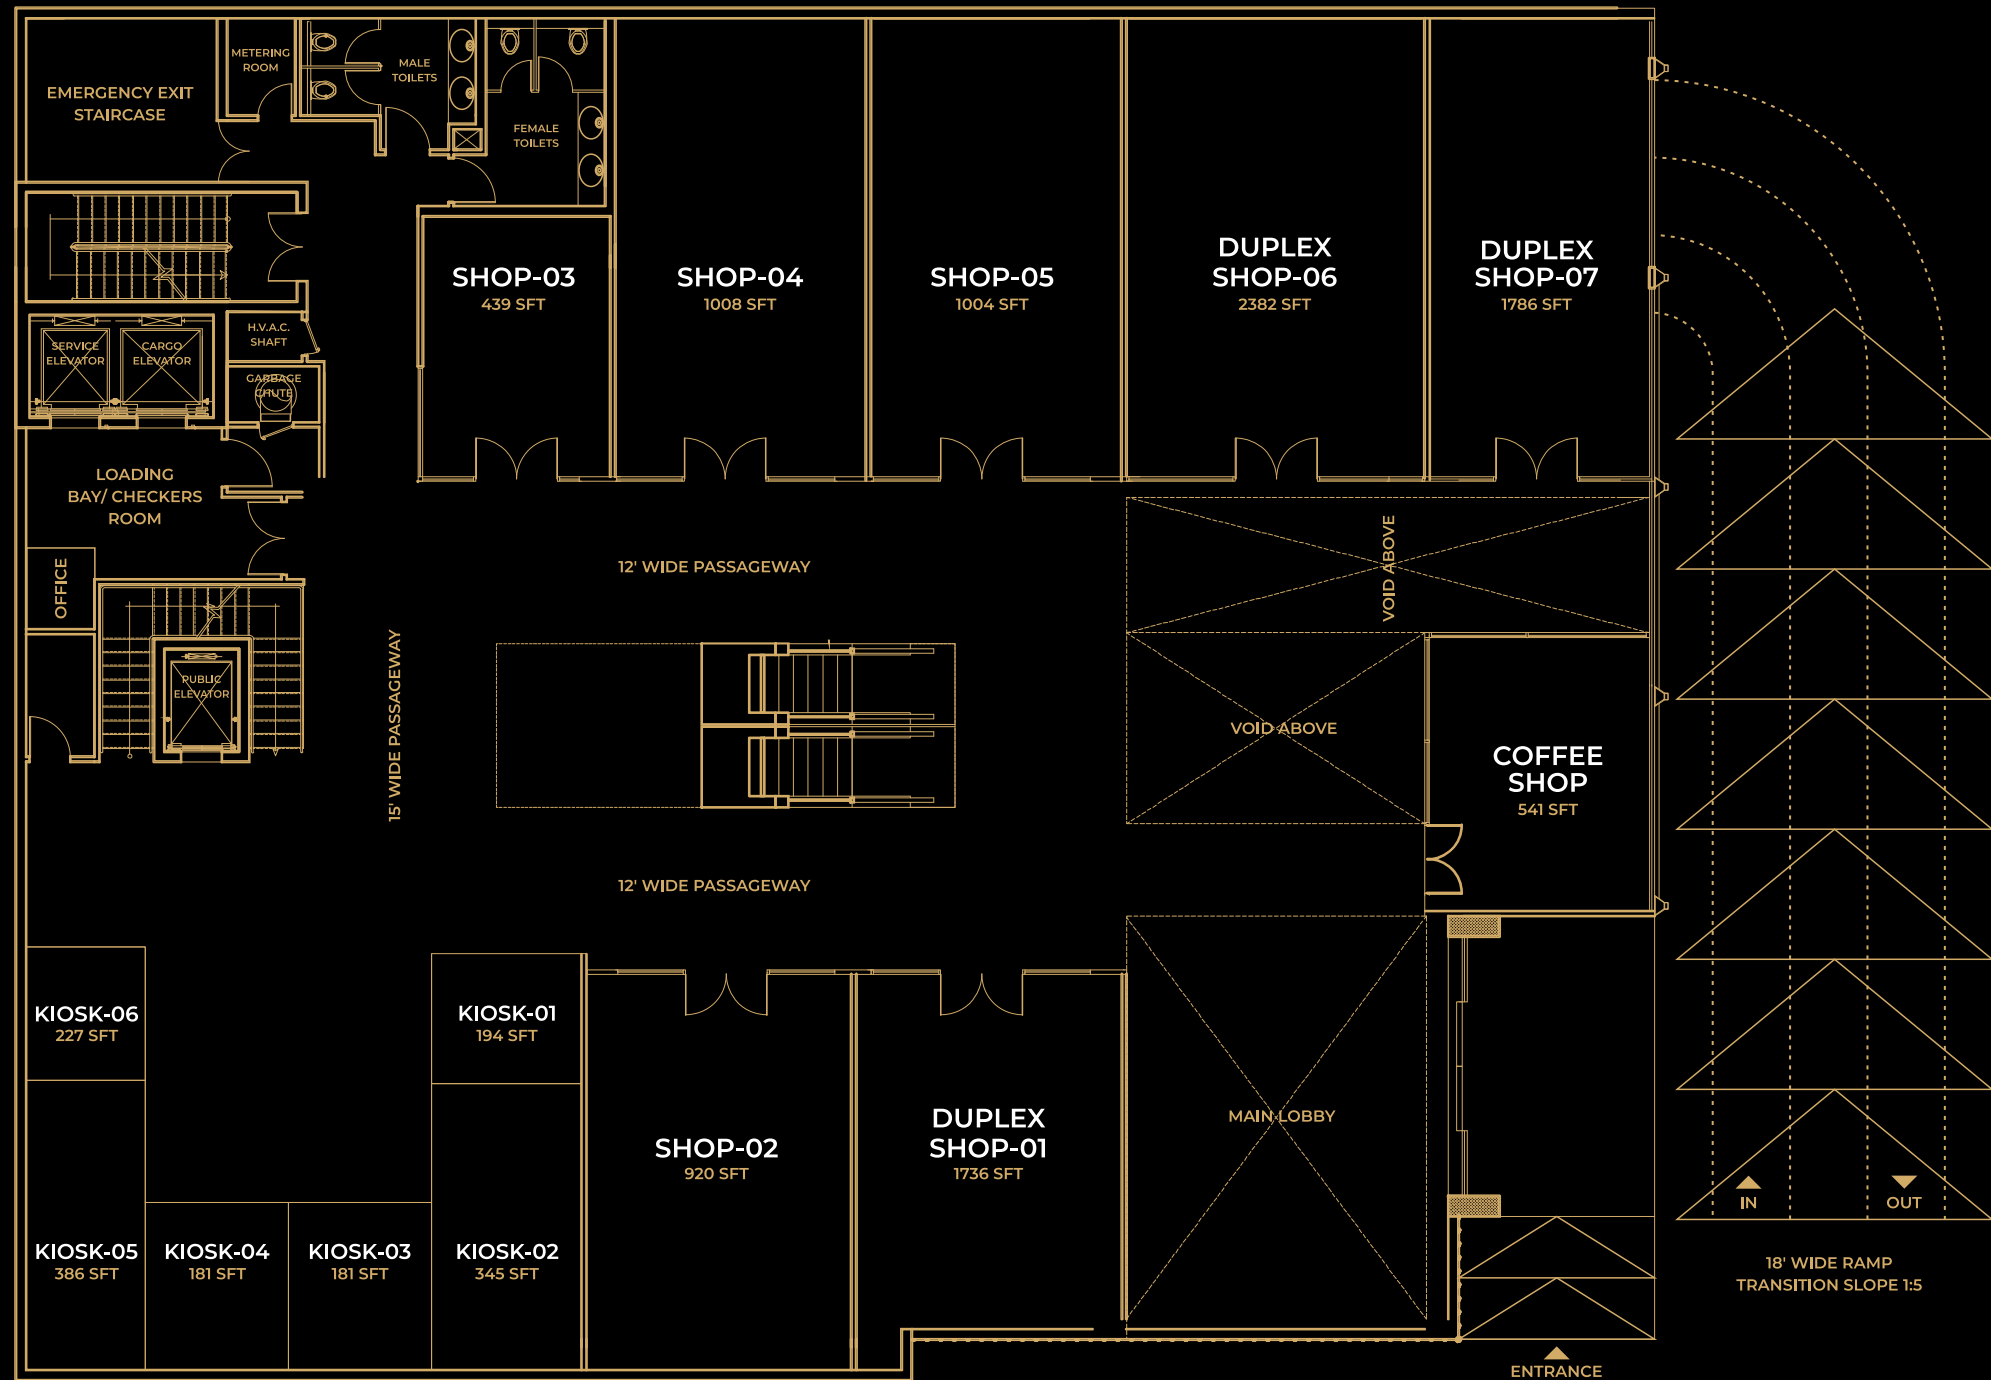 EMERGENCY EXIT
STAIRCASE
METERING
ROOM
MALE
TOILETS
FEMALE
TOILETS
SHOP-03
439 SFT
SHOP-04
1008 SFT
SHOP-05
1004 SFT
DUPLEX
SHOP-06
2382 SFT
DUPLEX
SHOP-07
1786 SFT
H.V.A.C.
SHAFT
SERVICE
ELEVATOR
CARGO
ELEVATOR
GARBAGE
CHUTE
LOADING
BAY/ CHECKERS
ROOM
OFFICE
12' WIDE PASSAGEWAY
VOID ABOVE
PUBLIC
ELEVATOR
15' WIDE PASSAGEWAY
VOID ABOVE
COFFEE
SHOP
541 SFT
12' WIDE PASSAGEWAY
KIOSK-06
227 SFT
KIOSK-01
194 SFT
SHOP-02
920 SFT
DUPLEX
SHOP-01
1736 SFT
MAIN LOBBY
KIOSK-05
386 SFT
KIOSK-04
181 SFT
KIOSK-03
181 SFT
KIOSK-02
345 SFT
IN
OUT
18' WIDE RAMP
TRANSITION SLOPE 1:5
ENTRANCE